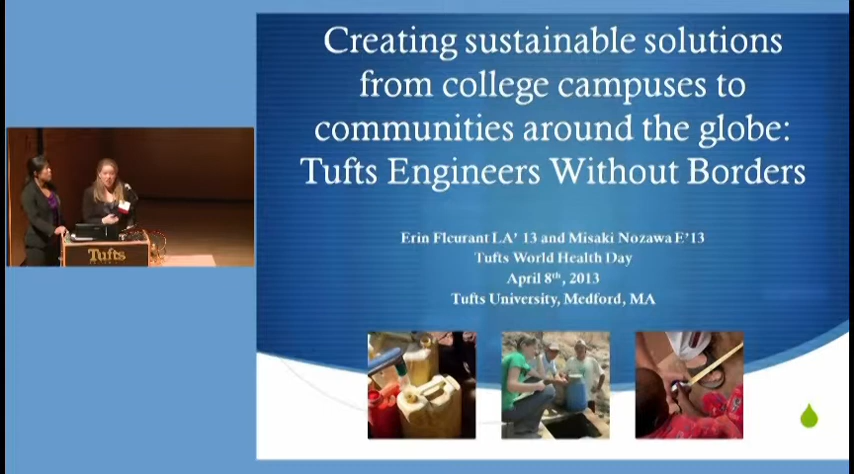 Creating sustainable solutions
from college campuses to
communities around the globe:
Tufts Engineers Without Borders
Erin Fleurant LA' 13 and Misaki Nozawa E'13
Tufts World Health Day
April 8th, 2013
Tufts University, Medford, MA
Tufts